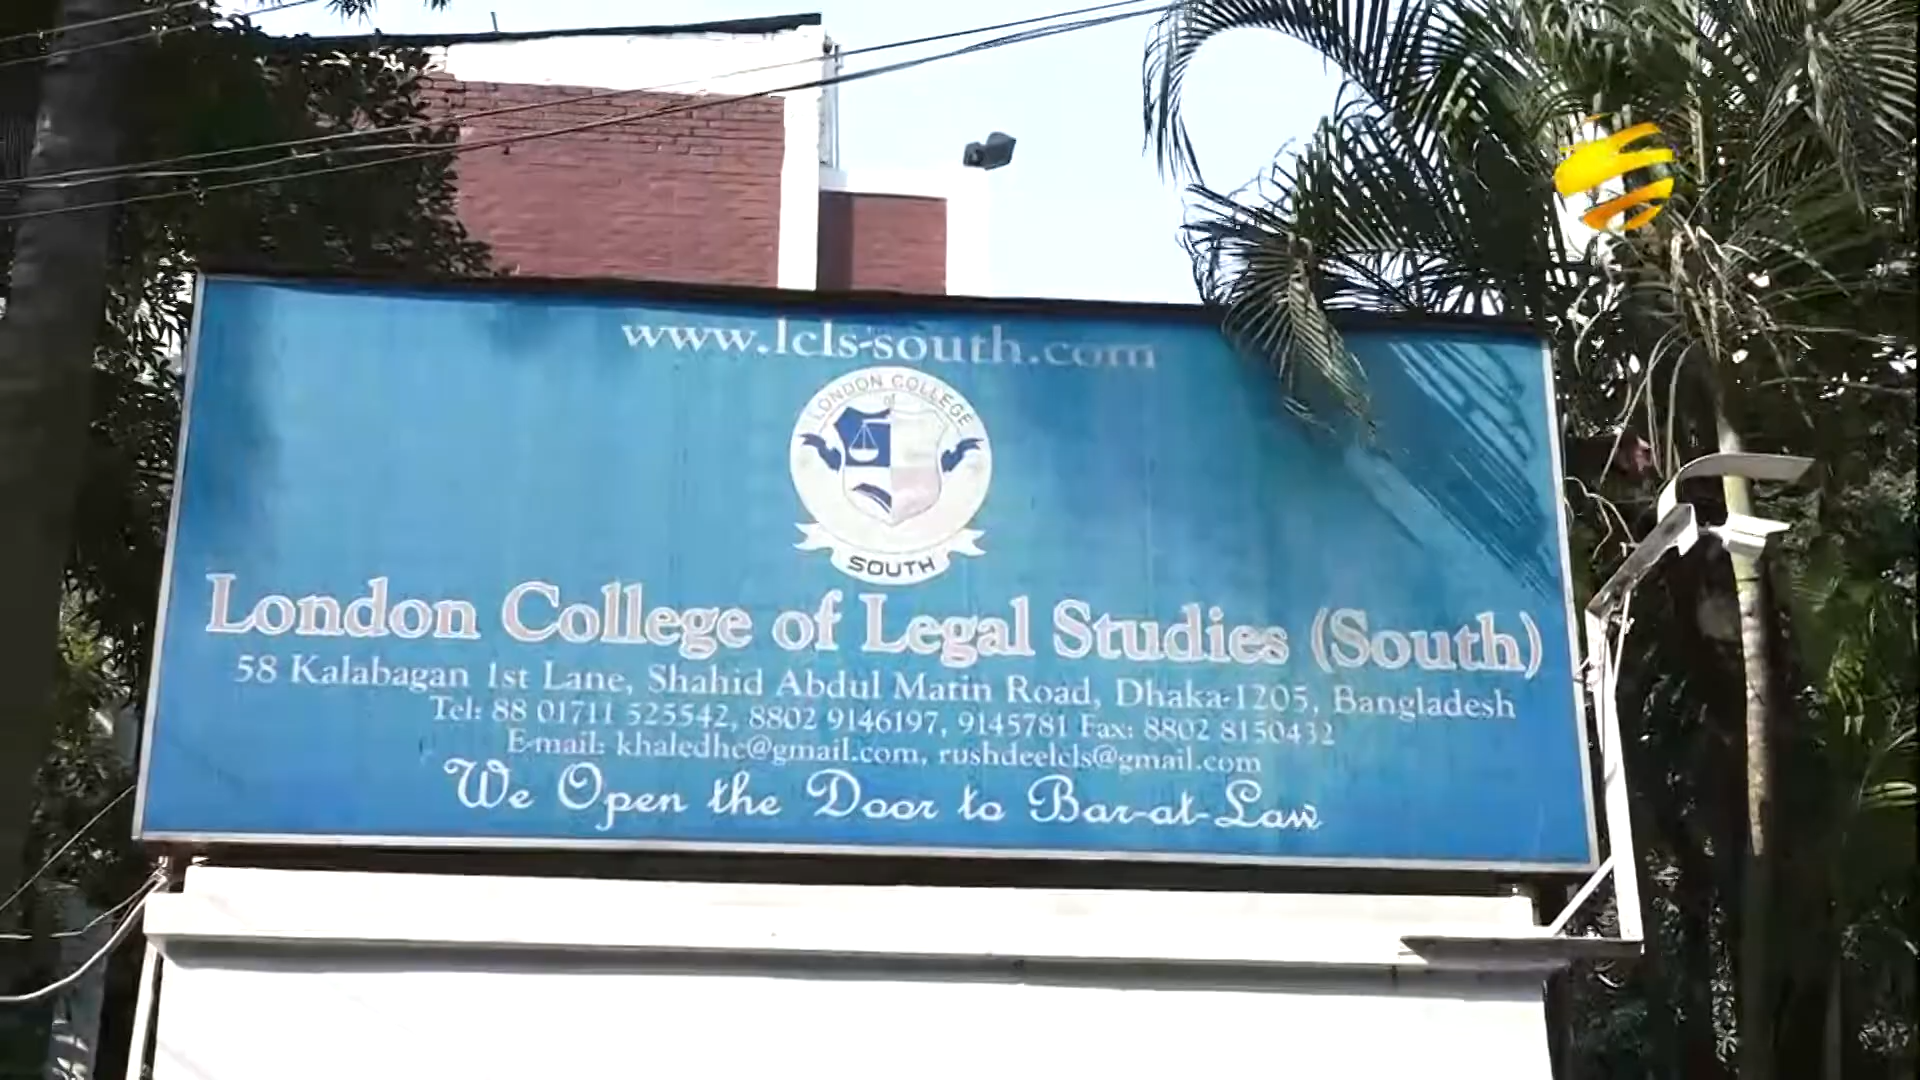 www.lcls-south.com
LONDON COLLEGE
of
SOUTH
London College of Legal Studies (South)
58 Kalabagan 1st Lane, Shahid Abdul Matin Road, Dhaka-1205, Bangladesh
Tel: 88 01711 525542, 8802 9146197, 9145781 Fax: 8802 8150432
E-mail: khaledhc@gmail.com, rushdeelcls@gmail.com
We Open the Door to Bar-at-Law